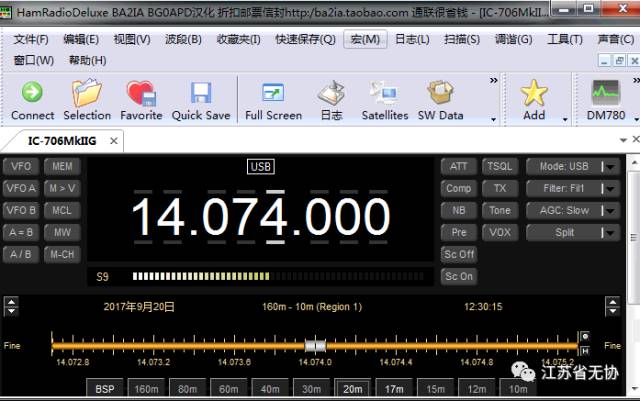 HamRadioDeluxe BA2IA BG0APD汉化 折扣邮票信封http:/ba2ia.taobao.com 通联很省钱 - [IC-706MkII...
文件(F) 编辑(E) 视图(V) 波段(B) 收藏夹(I) 快速保存(Q) 宏(M) 日志(L) 扫描(S) 调谐(G) 工具(T) 声音(C)
窗口(W) 帮助(H)
Connect Selection Favorite Quick Save Full Screen 日志 Satellites SW Data Add DM780
IC-706MkIIG
VFO MEM USB ATT TSQL Mode: USB
VFO A M > V Comp TX Filter: Fil1
VFO B MCL 14.074.000 NB Tone AGC: Slow
A = B MW Pre VOX Split
A / B M-CH Sc Off
S9 Sc On
2017年9月20日 160m - 10m (Region 1) 12:30:15
Fine Fine
14.072.8 14.073.2 14.073.6 14.074.0 14.074.4 14.074.8 14.075.2
BSP 160m 80m 60m 40m 30m 20m 17m 15m 12m 10m
江苏省无协